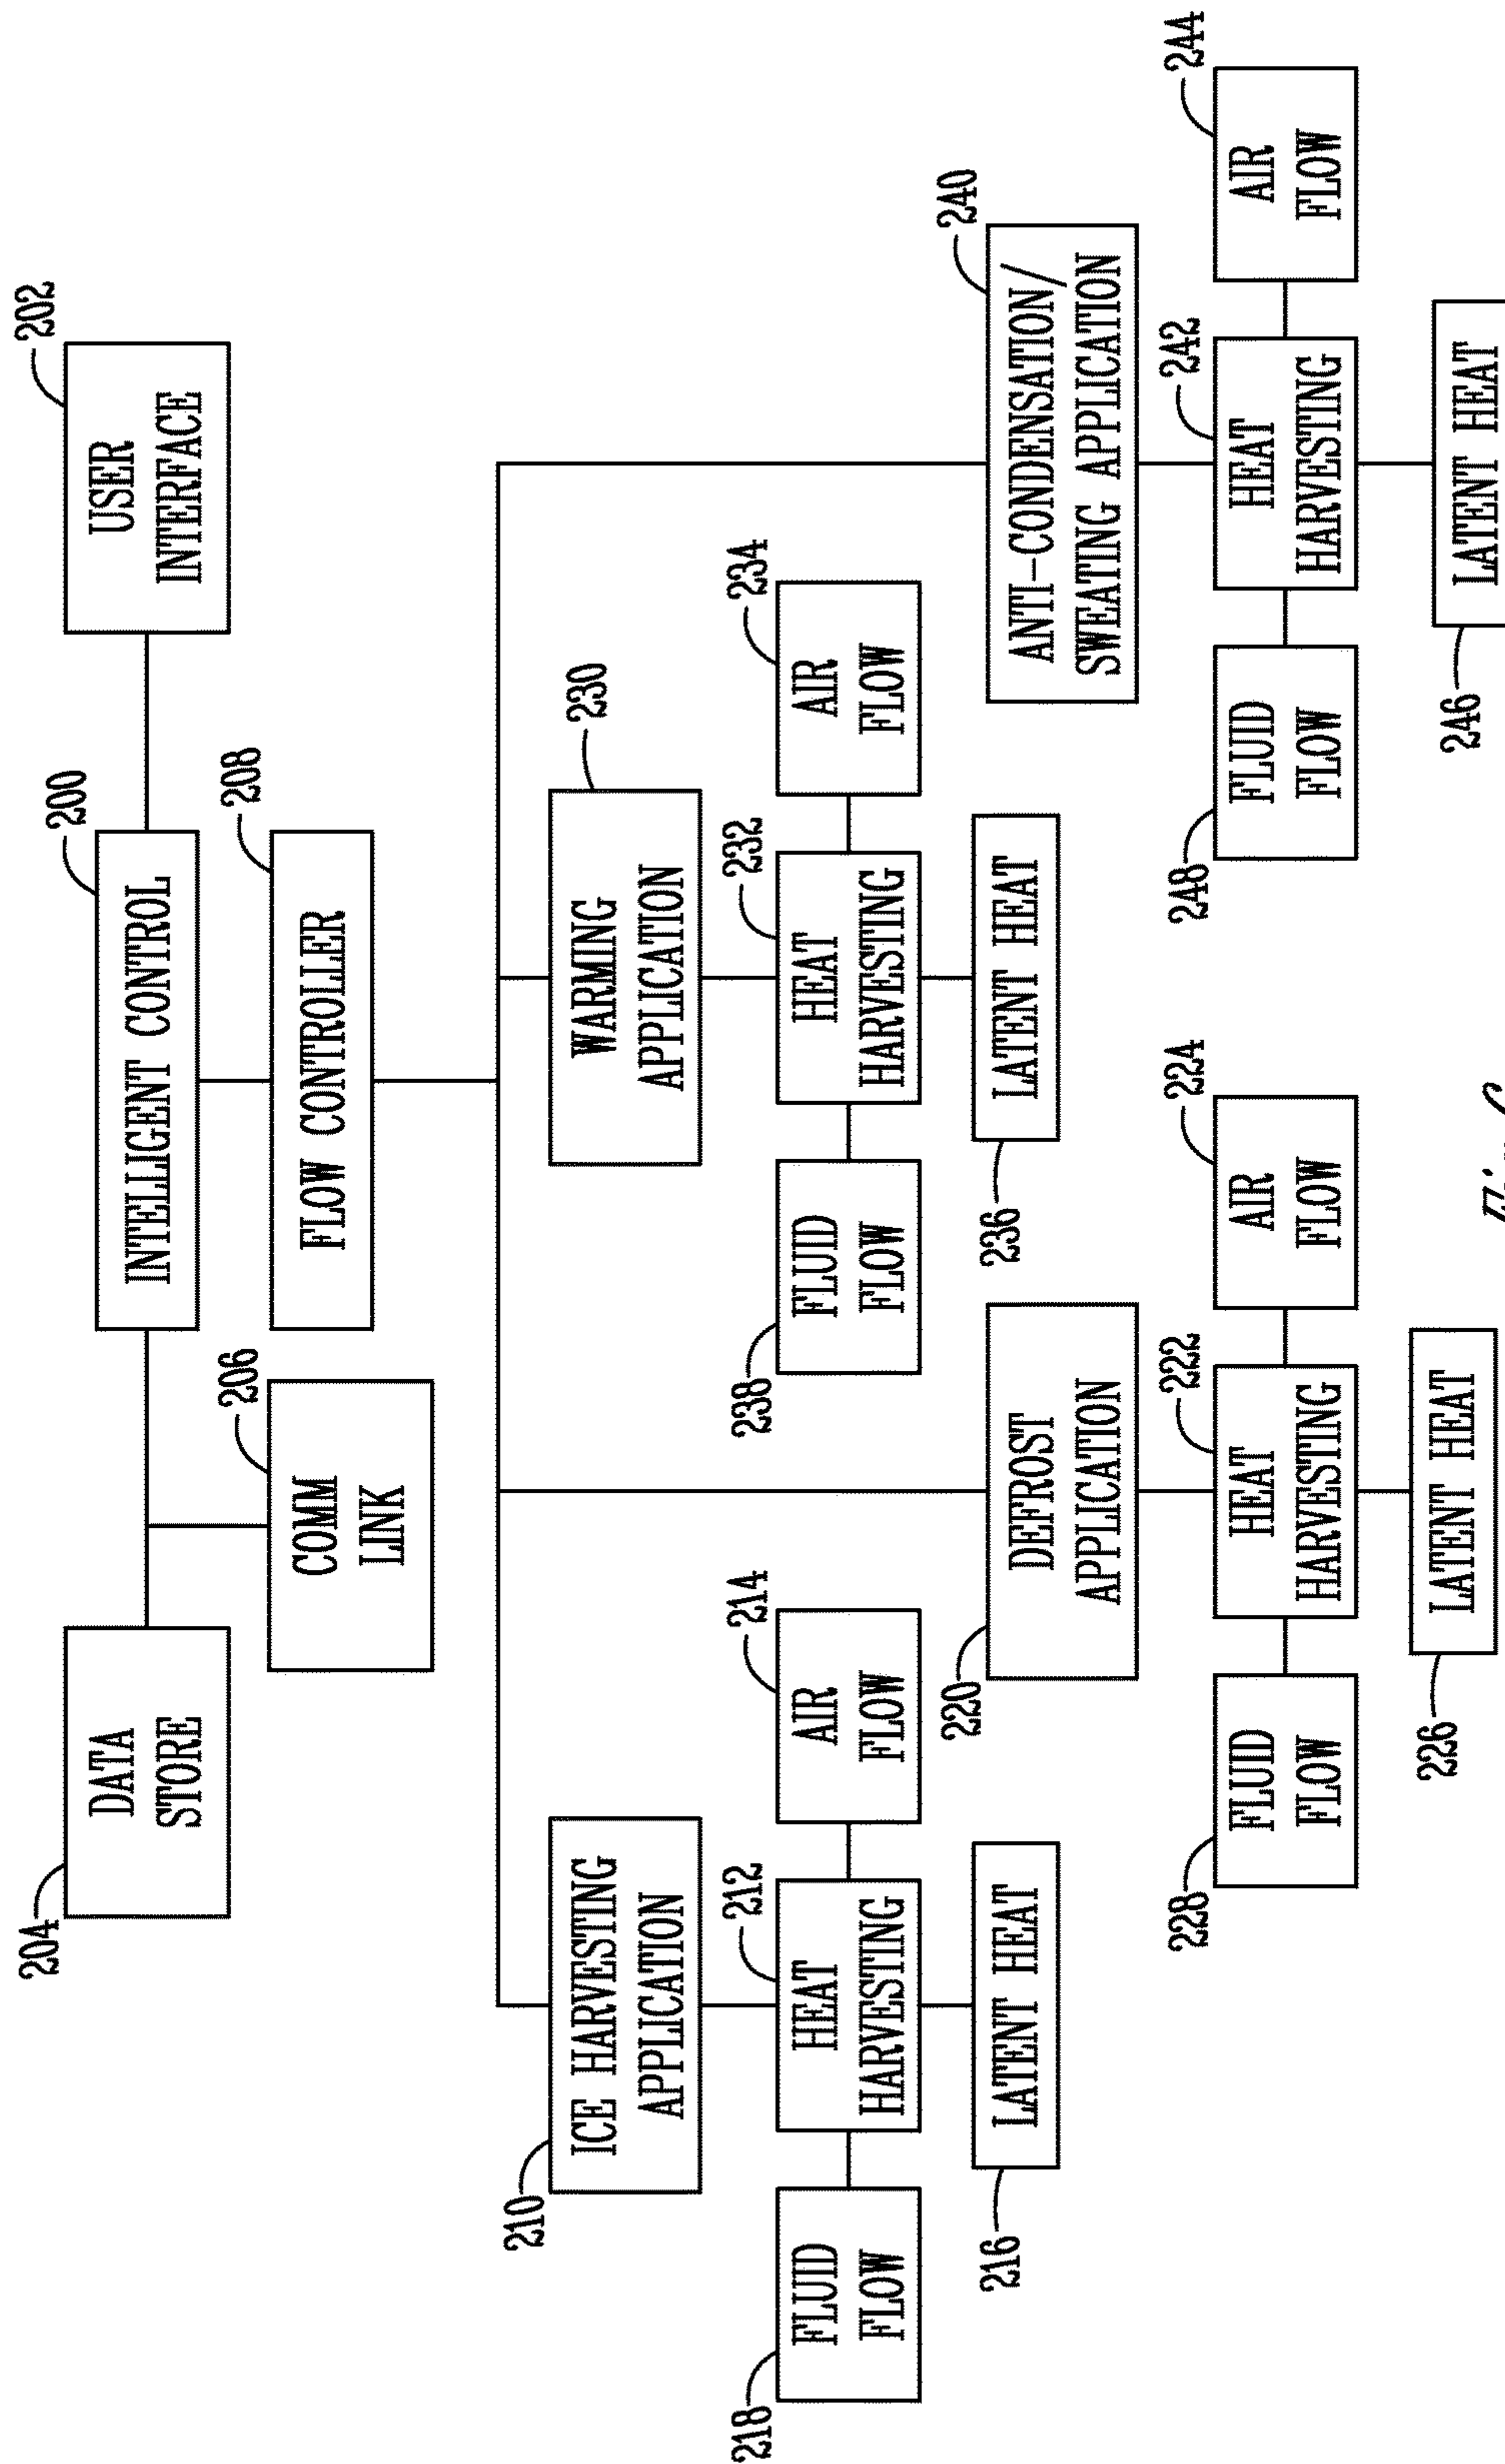 200
INTELLIGENT CONTROL
202
USER
INTERFACE
204
DATA
STORE
206
COMM
LINK
208
FLOW CONTROLLER
210
ICE HARVESTING
APPLICATION
212
HEAT
HARVESTING
214
AIR
FLOW
216
LATENT HEAT
218
FLUID
FLOW
220
DEFROST
APPLICATION
222
HEAT
HARVESTING
224
AIR
FLOW
226
LATENT HEAT
228
FLUID
FLOW
230
WARMING
APPLICATION
232
HEAT
HARVESTING
234
AIR
FLOW
236
LATENT HEAT
238
FLUID
FLOW
240
ANTI-CONDENSATION/
SWEATING APPLICATION
242
HEAT
HARVESTING
244
AIR
FLOW
246
LATENT HEAT
248
FLUID
FLOW